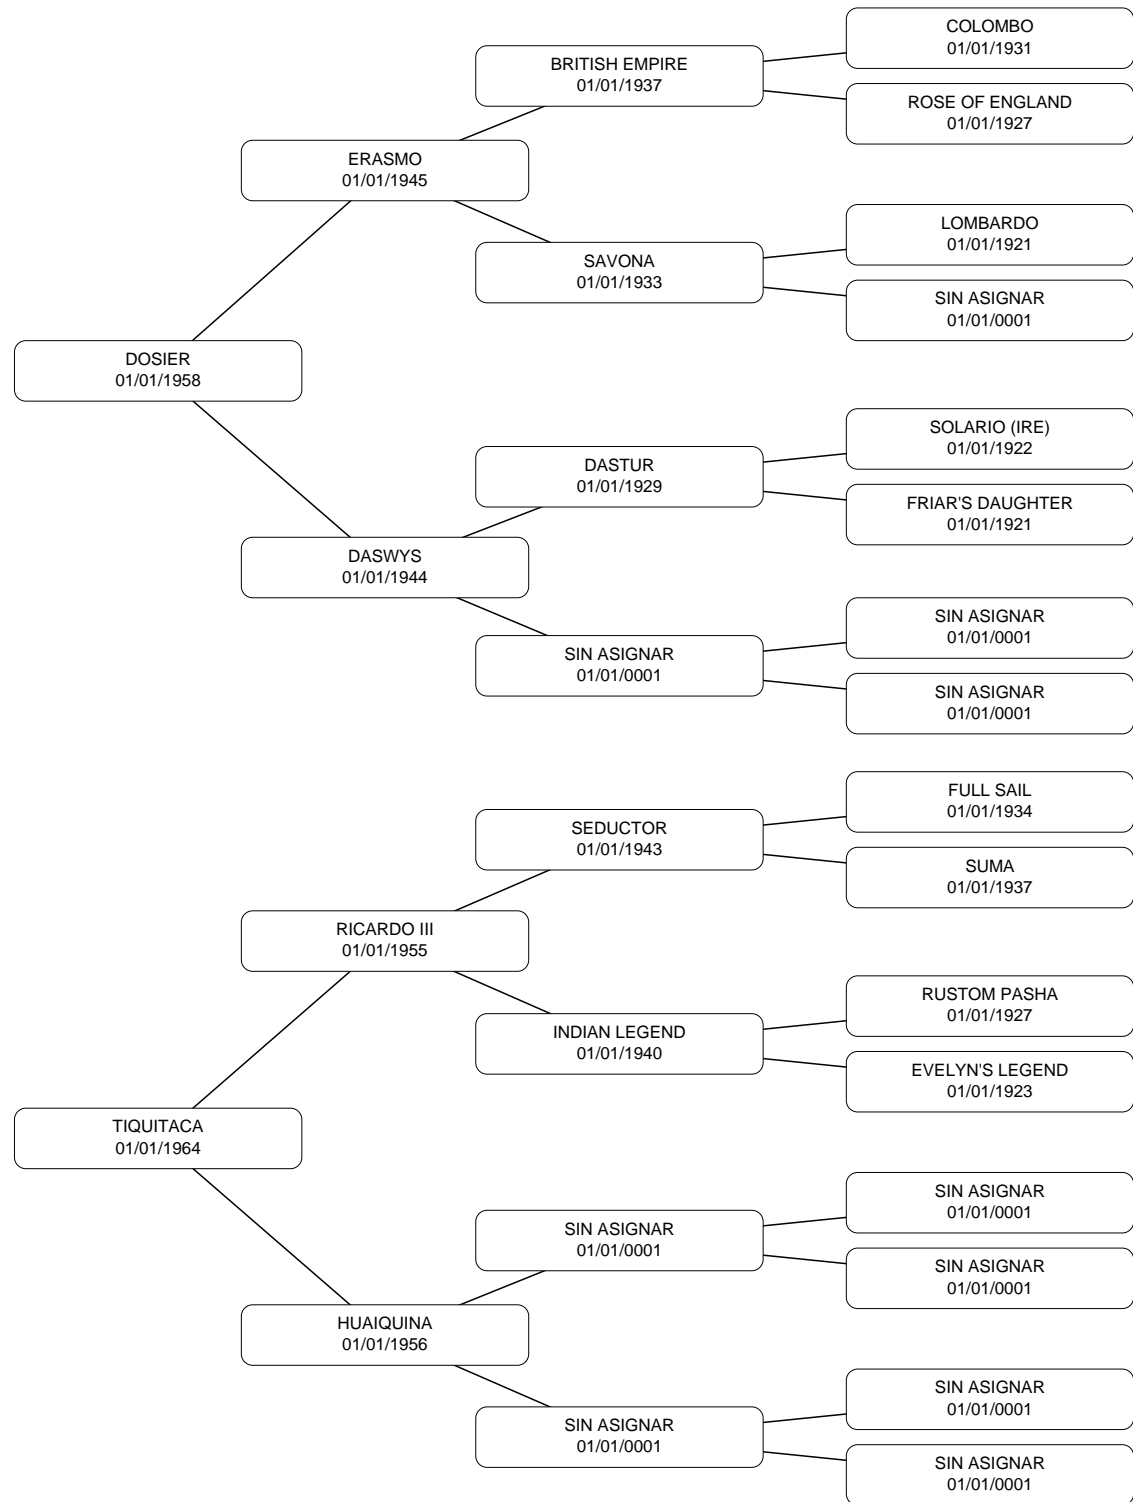 COLOMBO
01/01/1931
BRITISH EMPIRE
01/01/1937
ROSE OF ENGLAND
01/01/1927
ERASMO
01/01/1945
LOMBARDO
01/01/1921
SAVONA
01/01/1933
SIN ASIGNAR
01/01/0001
DOSIER
01/01/1958
SOLARIO (IRE)
01/01/1922
DASTUR
01/01/1929
FRIAR'S DAUGHTER
01/01/1921
DASWYS
01/01/1944
SIN ASIGNAR
01/01/0001
SIN ASIGNAR
01/01/0001
SIN ASIGNAR
01/01/0001
FULL SAIL
01/01/1934
SEDUCTOR
01/01/1943
SUMA
01/01/1937
RICARDO III
01/01/1955
RUSTOM PASHA
01/01/1927
INDIAN LEGEND
01/01/1940
EVELYN'S LEGEND
01/01/1923
TIQUITACA
01/01/1964
SIN ASIGNAR
01/01/0001
SIN ASIGNAR
01/01/0001
SIN ASIGNAR
01/01/0001
HUAIQUINA
01/01/1956
SIN ASIGNAR
01/01/0001
SIN ASIGNAR
01/01/0001
SIN ASIGNAR
01/01/0001